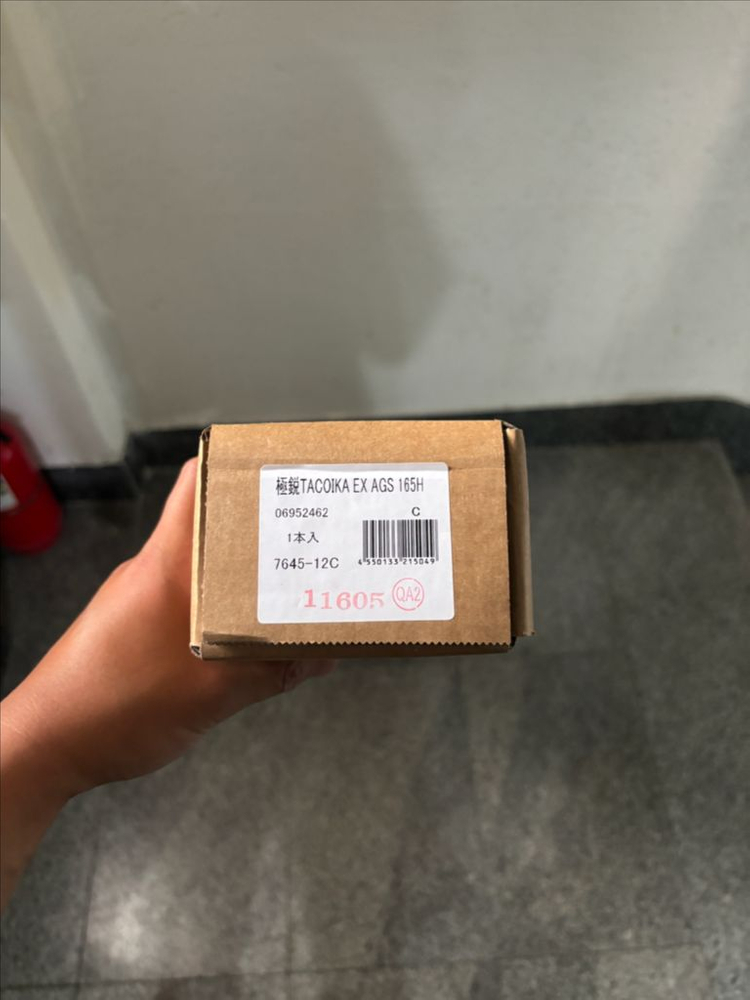 極鋭TACOIKA EX AGS 165H
06952462 C
1本入
7645-12C 4550133215049
11605 QA2